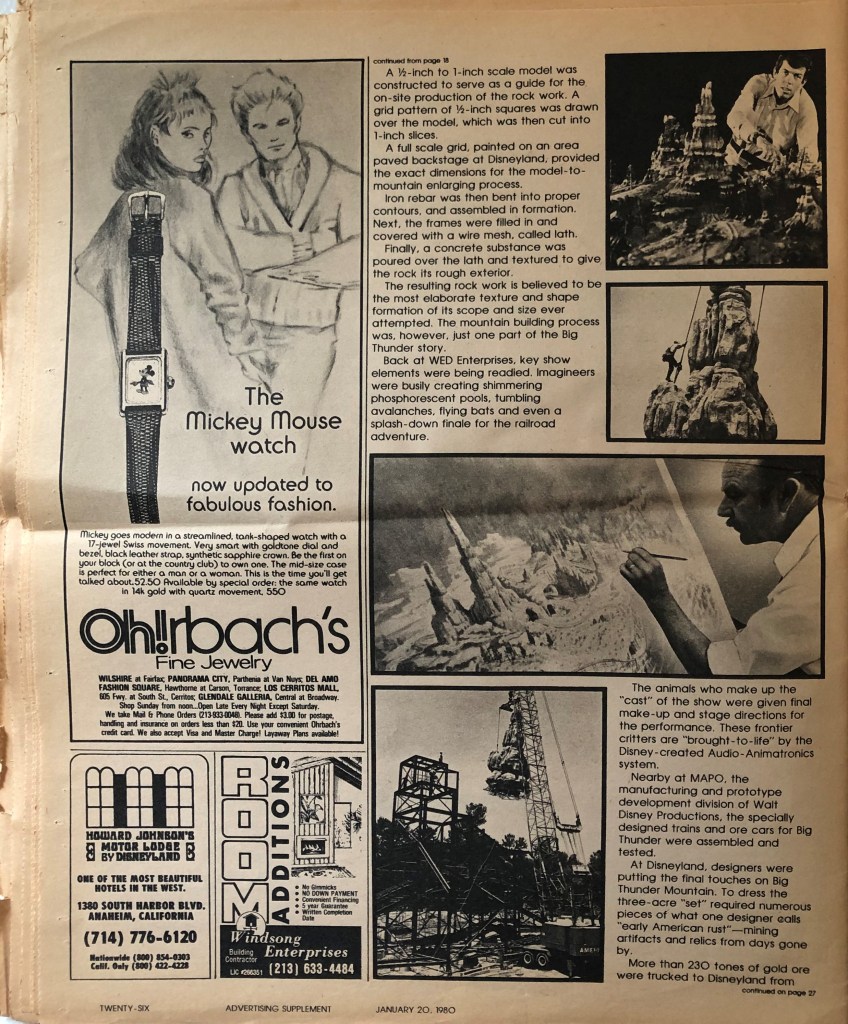 The
Mickey Mouse
watch
now updated to
fabulous fashion.
Mickey goes modern in a streamlined, tank-shaped watch with a
17-jewel Swiss movement. Very smart with goldtone dial and
bezel, black leather strap, synthetic sapphire crown. Be the first on
your block (or at the country club) to own one. The mid-size case
is perfect for either a man or a woman. This is the time you'll get
talked about. 52.50 Available by special order: the same watch
in 14k gold with quartz movement, 550
Oh!rbach's
Fine Jewelry
WILSHIRE at Fairfax; PANORAMA CITY, Parthenia at Van Nuys; DEL AMO
FASHION SQUARE, Hawthorne at Carson, Torrance; LOS CERRITOS MALL,
605 Fwy. at South St., Cerritos; GLENDALE GALLERIA, Central at Broadway.
Shop Sunday from noon...Open Late Every Night Except Saturday.
We take Mail & Phone Orders (213-933-0048). Please add $3.00 for postage,
handling and insurance on orders less than $20. Use your convenient Ohrbach's
credit card. We also accept Visa and Master Charge! Layaway Plans available!
HOWARD JOHNSON'S
MOTOR LODGE
BY DISNEYLAND
ONE OF THE MOST BEAUTIFUL
HOTELS IN THE WEST.
1380 SOUTH HARBOR BLVD.
ANAHEIM, CALIFORNIA
(714) 776-6120
Nationwide (800) 854-0303
Calif. Only (800) 422-4228
ROOM
ADDITIONS
• No Gimmicks
• NO DOWN PAYMENT
• Convenient Financing
• 5 year Guarantee
• Written Completion
Date
Windsong
Enterprises
Building
Contractor
LIC #266351
(213) 633-4484
continued from page 18
A ½-inch to 1-inch scale model was
constructed to serve as a guide for the
on-site production of the rock work. A
grid pattern of ½-inch squares was drawn
over the model, which was then cut into
1-inch slices.
A full scale grid, painted on an area
paved backstage at Disneyland, provided
the exact dimensions for the model-to-
mountain enlarging process.
Iron rebar was then bent into proper
contours, and assembled in formation.
Next, the frames were filled in and
covered with a wire mesh, called lath.
Finally, a concrete substance was
poured over the lath and textured to give
the rock its rough exterior.
The resulting rock work is believed to be
the most elaborate texture and shape
formation of its scope and size ever
attempted. The mountain building process
was, however, just one part of the Big
Thunder story.
Back at WED Enterprises, key show
elements were being readied. Imagineers
were busily creating shimmering
phosphorescent pools, tumbling
avalanches, flying bats and even a
splash-down finale for the railroad
adventure.
The animals who make up the
"cast" of the show were given final
make-up and stage directions for
the performance. These frontier
critters are "brought-to-life" by the
Disney-created Audio-Animatronics
system.
Nearby at MAPO, the
manufacturing and prototype
development division of Walt
Disney Productions, the specially
designed trains and ore cars for Big
Thunder were assembled and
tested.
At Disneyland, designers were
putting the final touches on Big
Thunder Mountain. To dress the
three-acre "set" required numerous
pieces of what one designer calls
"early American rust"—mining
artifacts and relics from days gone
by.
More than 230 tones of gold ore
were trucked to Disneyland from
continued on page 27
TWENTY-SIX
ADVERTISING SUPPLEMENT
JANUARY 20, 1980